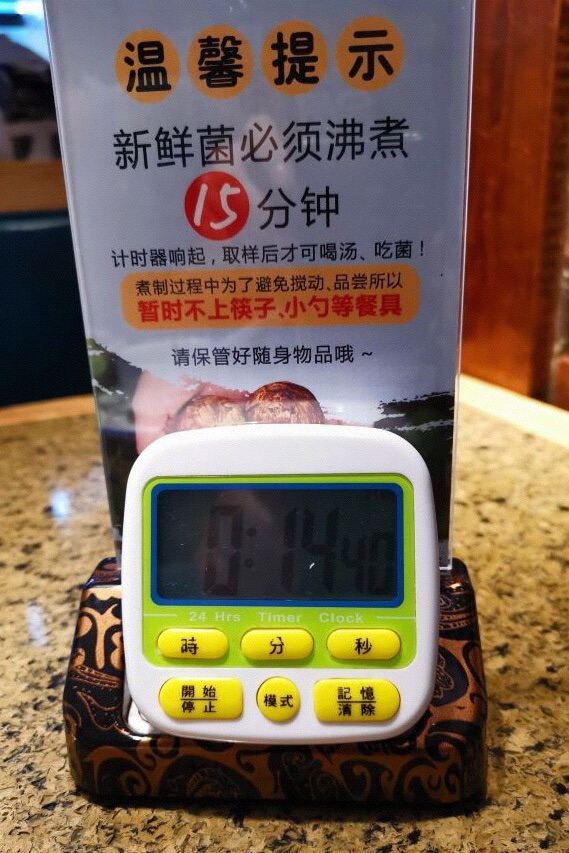 温馨提示
新鲜菌必须沸煮
15分钟
计时器响起，取样后才可喝汤、吃菌！
煮制过程中为了避免搅动、品尝所以
暂时不上筷子、小勺等餐具
请保管好随身物品哦~
0:14 40
24 Hrs Timer Clock
時 分 秒
開始 模式 記憶
停止 清除